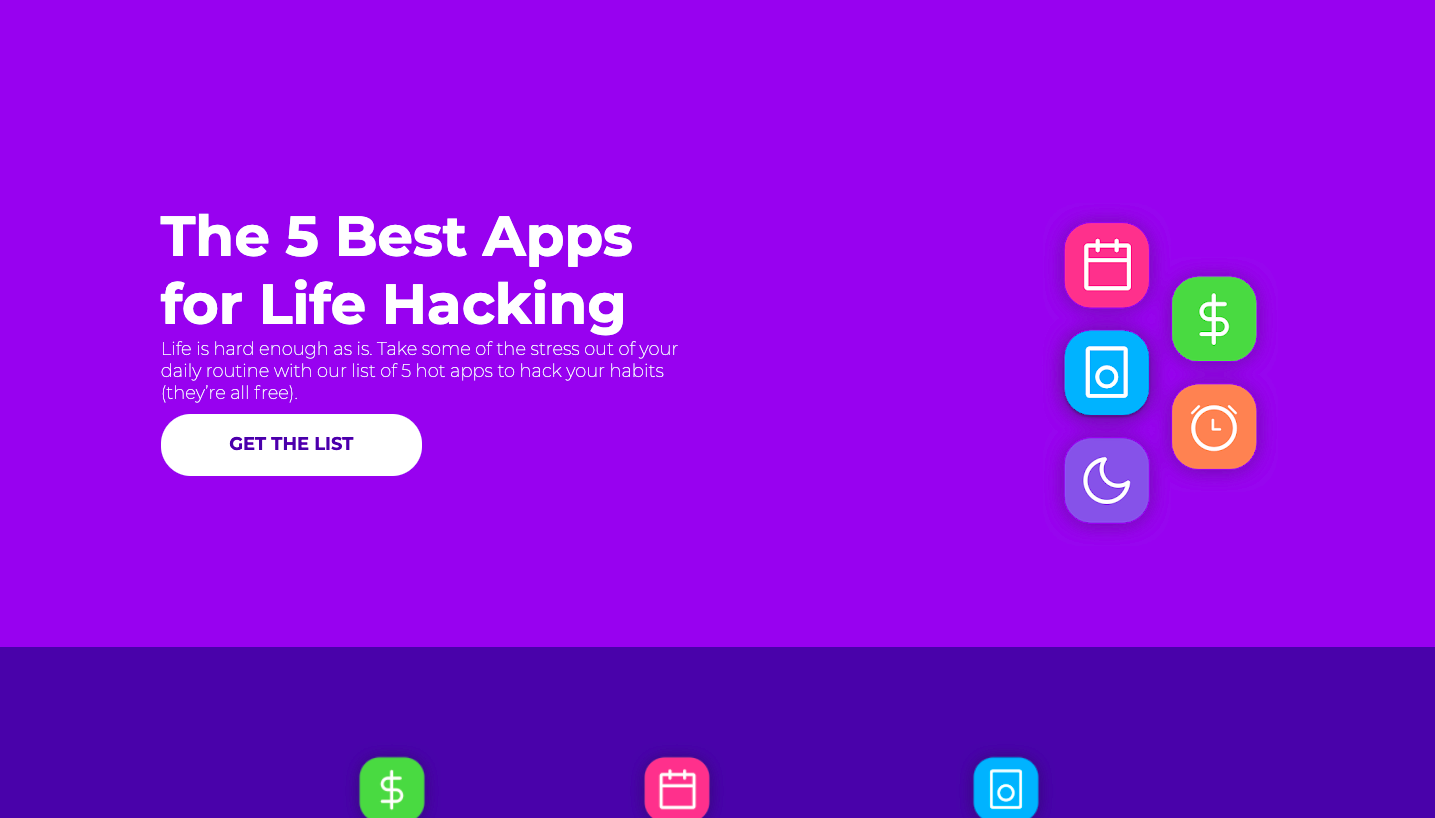 The 5 Best Apps
for Life Hacking
Life is hard enough as is. Take some of the stress out of your
daily routine with our list of 5 hot apps to hack your habits
(they’re all free).
GET THE LIST